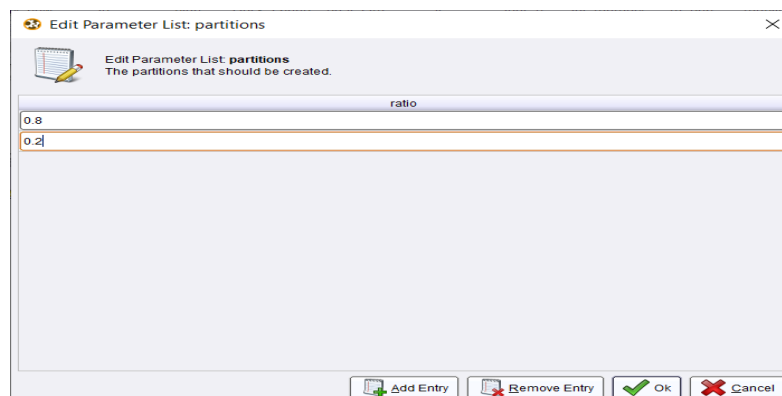 Edit Parameter List: partitions
Edit Parameter List: partitions
The partitions that should be created.
ratio
0.8
0.2
Add Entry Remove Entry Ok Cancel